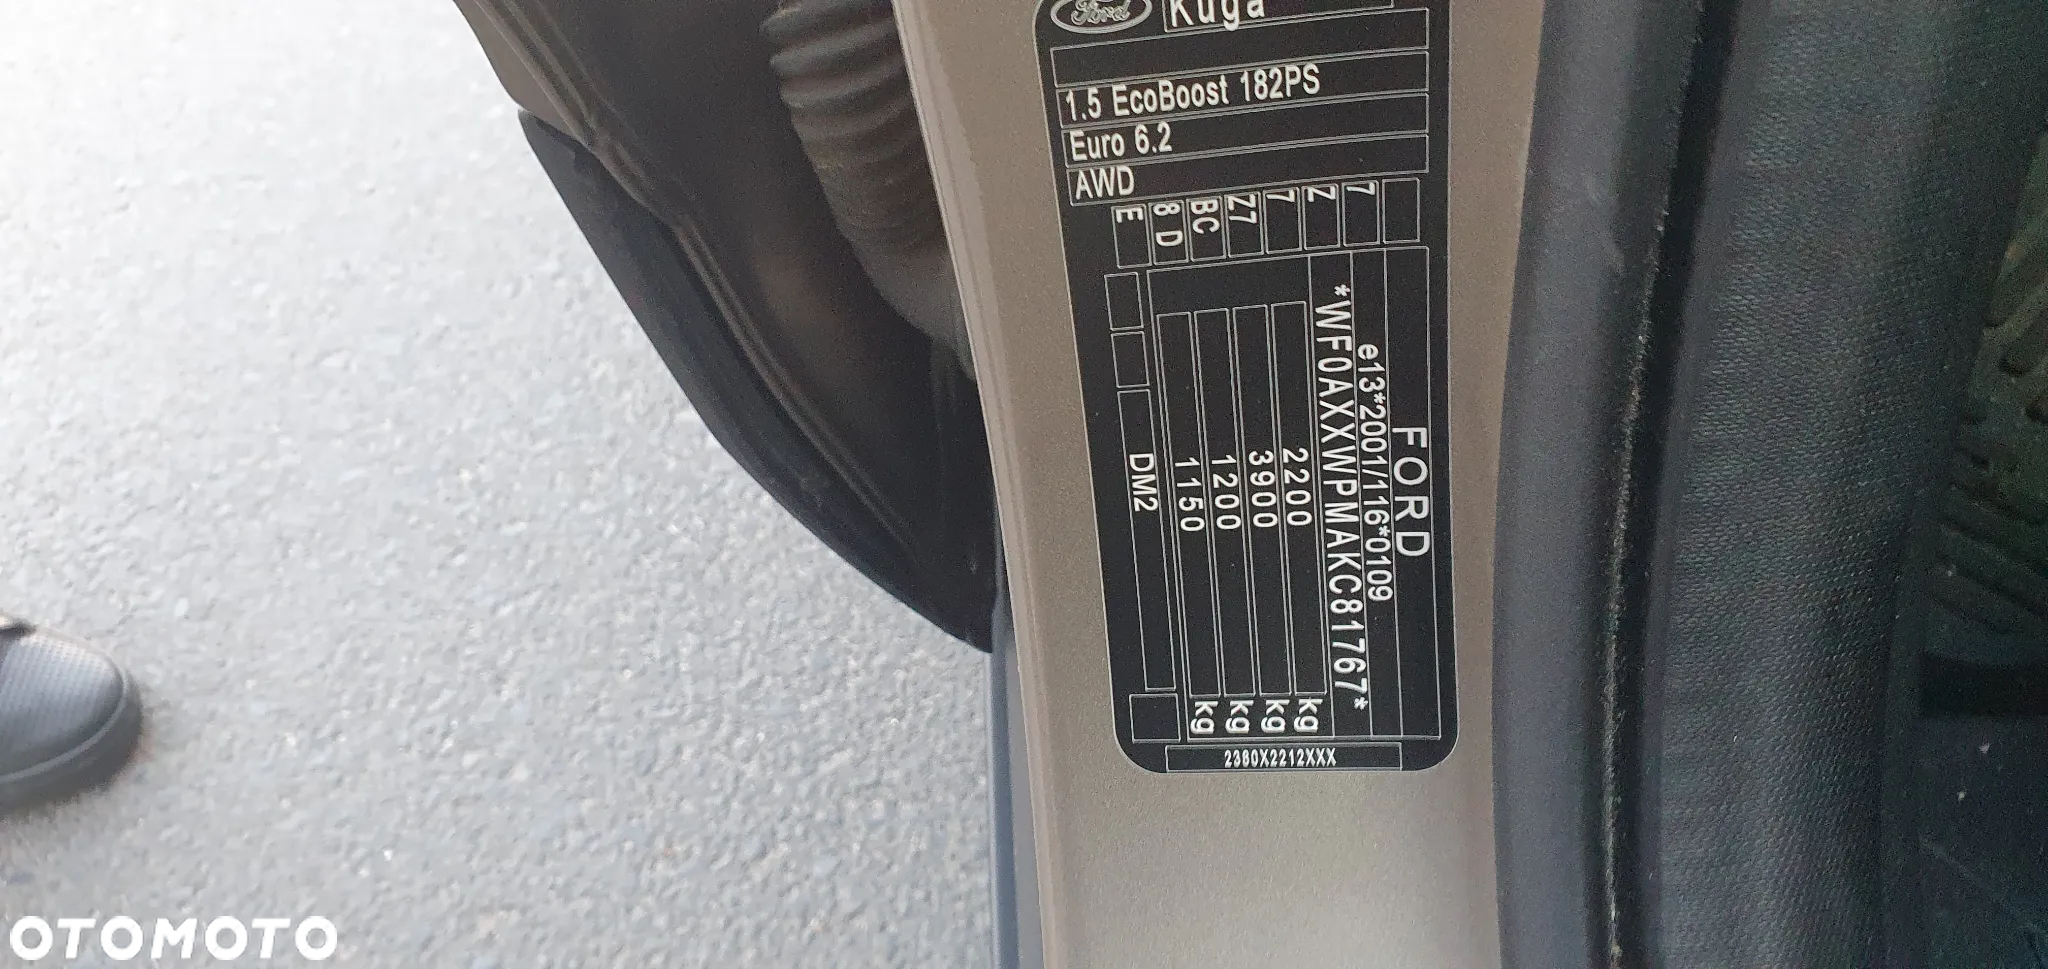 Ford
Kuga
1.5 EcoBoost 182PS
Euro 6.2
AWD
7
Z
7
Z7
BC
8 D
E
FORD
e13*2001/116*0109
*WF0AXXWPMAKC81767*
2200 kg
3900 kg
1200 kg
1150 kg
DM2
2380X2212XXX
OTOMOTO